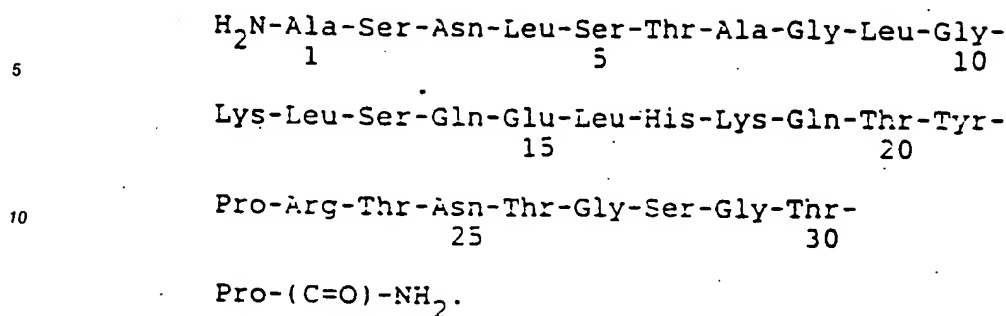 H2N-Ala-Ser-Asn-Leu-Ser-Thr-Ala-Gly-Leu-Gly-
1 5 10
5
Lys-Leu-Ser-Gln-Glu-Leu-His-Lys-Gln-Thr-Tyr-
15 20
10 Pro-Arg-Thr-Asn-Thr-Gly-Ser-Gly-Thr-
25 30
Pro-(C=O)-NH2.